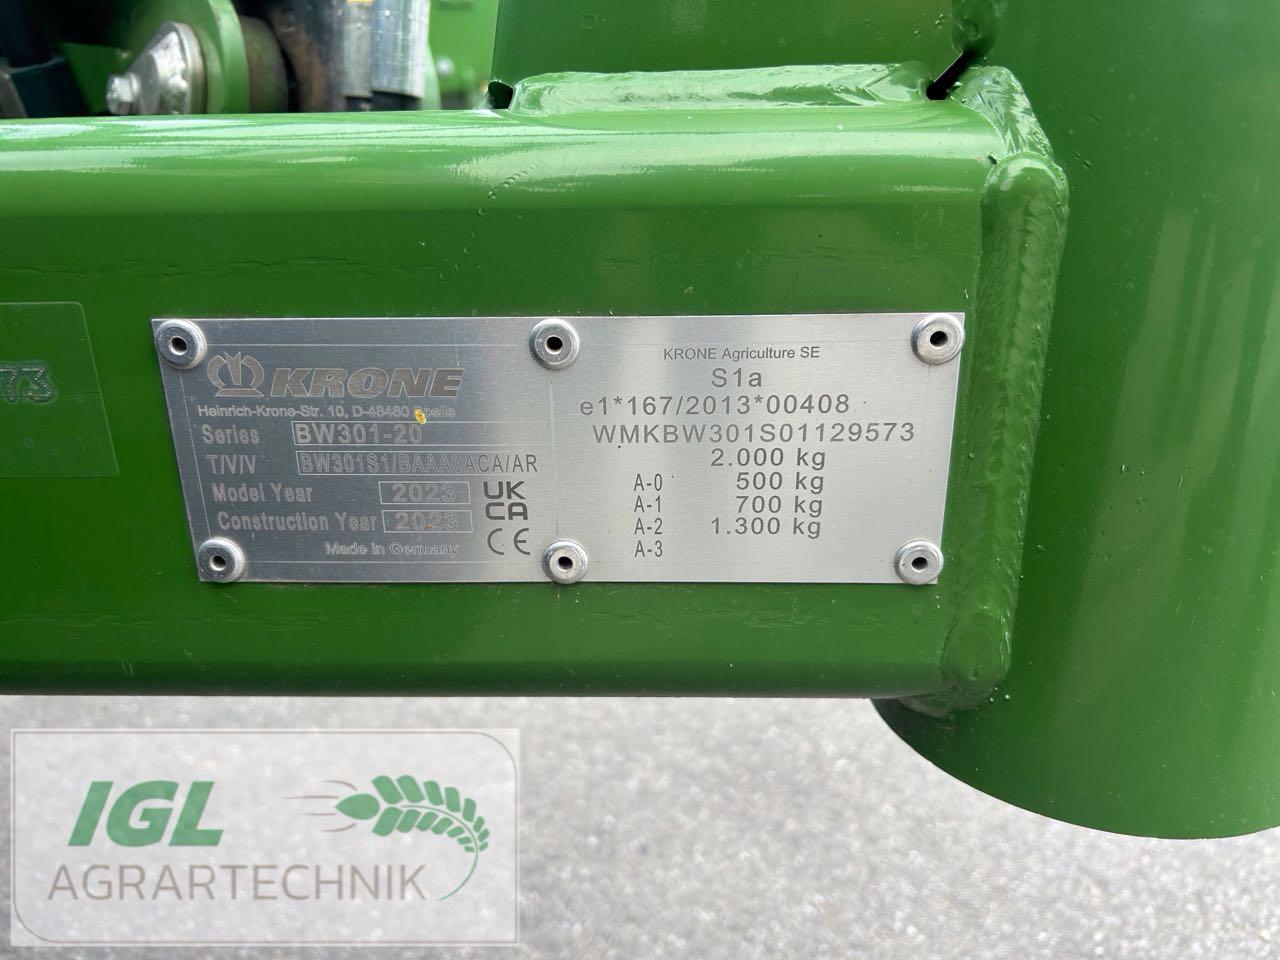 73
KRONE
Heinrich-Krone-Str. 10, D-48480 Spelle
Series BW301-20
T/V/V BW301S1/BAAA0ACA/AR
Model Year 2023
Construction Year 2023
UK
CA
CE
Made in Germany
KRONE Agriculture SE
S1a
e1*167/2013*00408
WMKBW301S01129573
2.000 kg
A-0 500 kg
A-1 700 kg
A-2 1.300 kg
A-3
IGL
AGRARTECHNIK